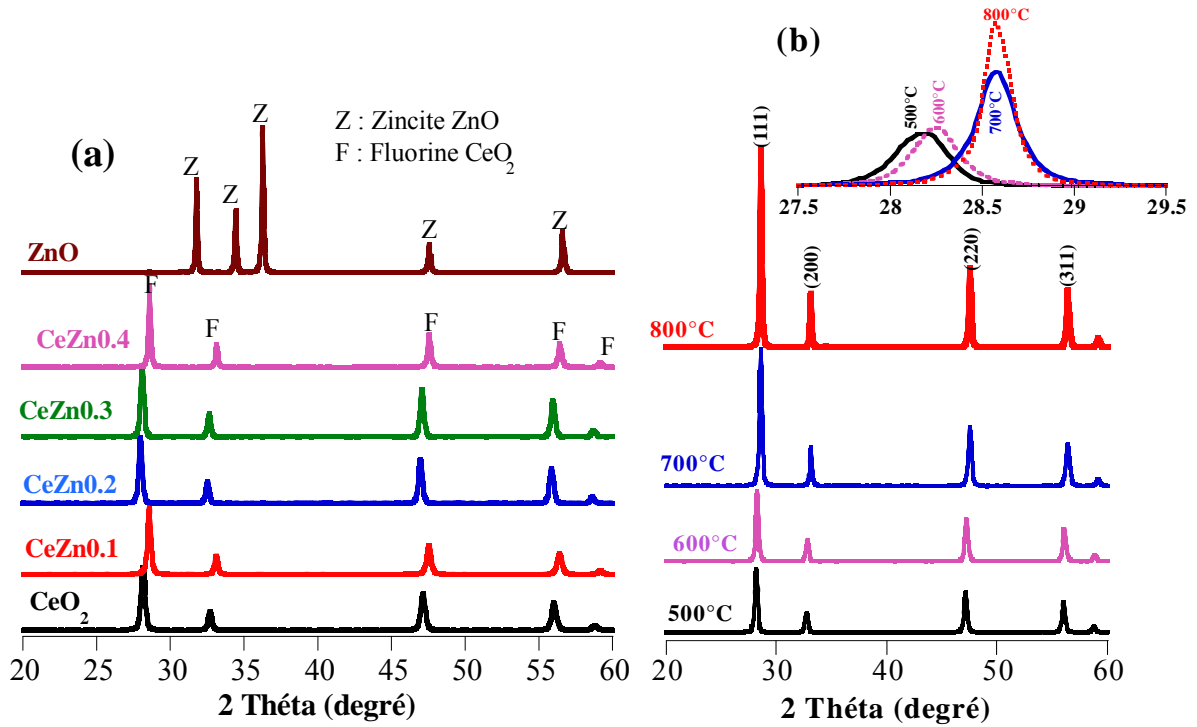 (a)
Z : Zincite ZnO
F : Fluorine CeO2
Z
Z
Z
Z
Z
ZnO
F
F
F
F
F
CeZn0.4
CeZn0.3
CeZn0.2
CeZn0.1
CeO2
20 25 30 35 40 45 50 55 60
2 Théta (degré)
(b)
800°C
500°C
600°C
700°C
27.5 28 28.5 29 29.5
(111)
(200)
(220)
(311)
800°C
700°C
600°C
500°C
20 30 40 50 60
2 Théta (degré)